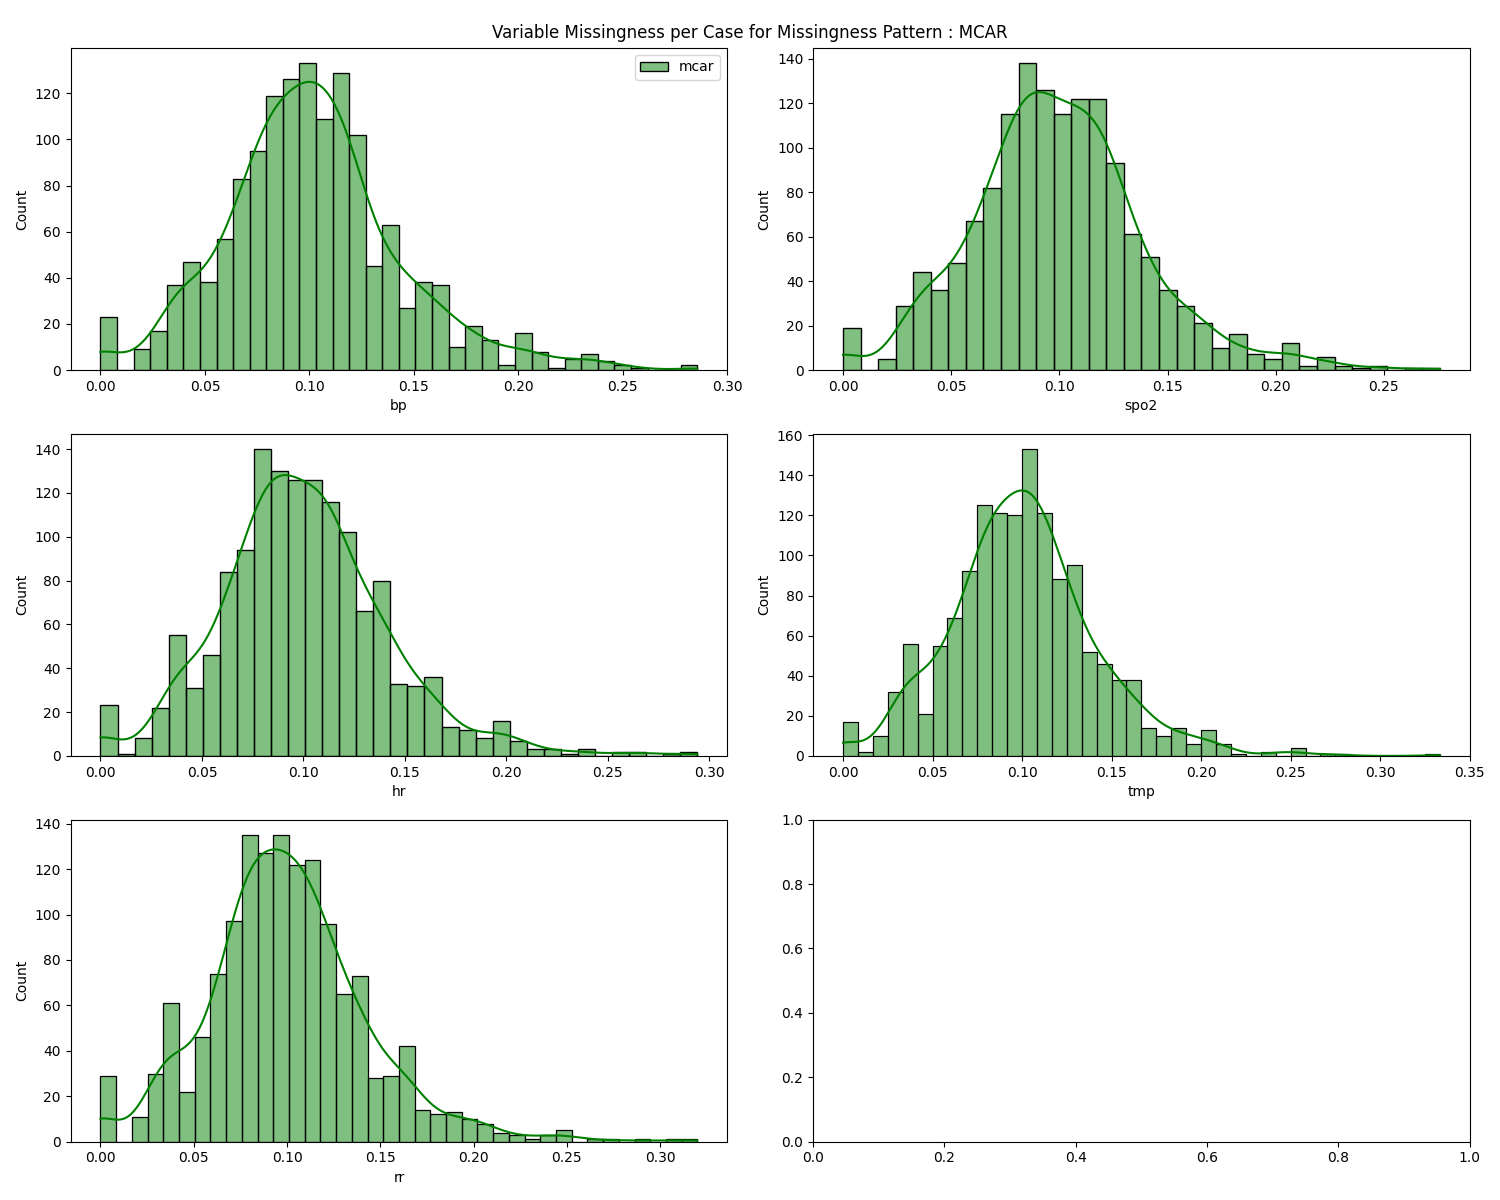 Variable Missingness per Case for Missingness Pattern : MCAR
mcar
Count
120
100
80
60
40
20
0
0.00 0.05 0.10 0.15 0.20 0.25 0.30
bp
Count
140
120
100
80
60
40
20
0
0.00 0.05 0.10 0.15 0.20 0.25
spo2
Count
140
120
100
80
60
40
20
0
0.00 0.05 0.10 0.15 0.20 0.25 0.30
hr
Count
160
140
120
100
80
60
40
20
0
0.00 0.05 0.10 0.15 0.20 0.25 0.30 0.35
tmp
Count
140
120
100
80
60
40
20
0
0.00 0.05 0.10 0.15 0.20 0.25 0.30
rr
1.0
0.8
0.6
0.4
0.2
0.0
0.0 0.2 0.4 0.6 0.8 1.0